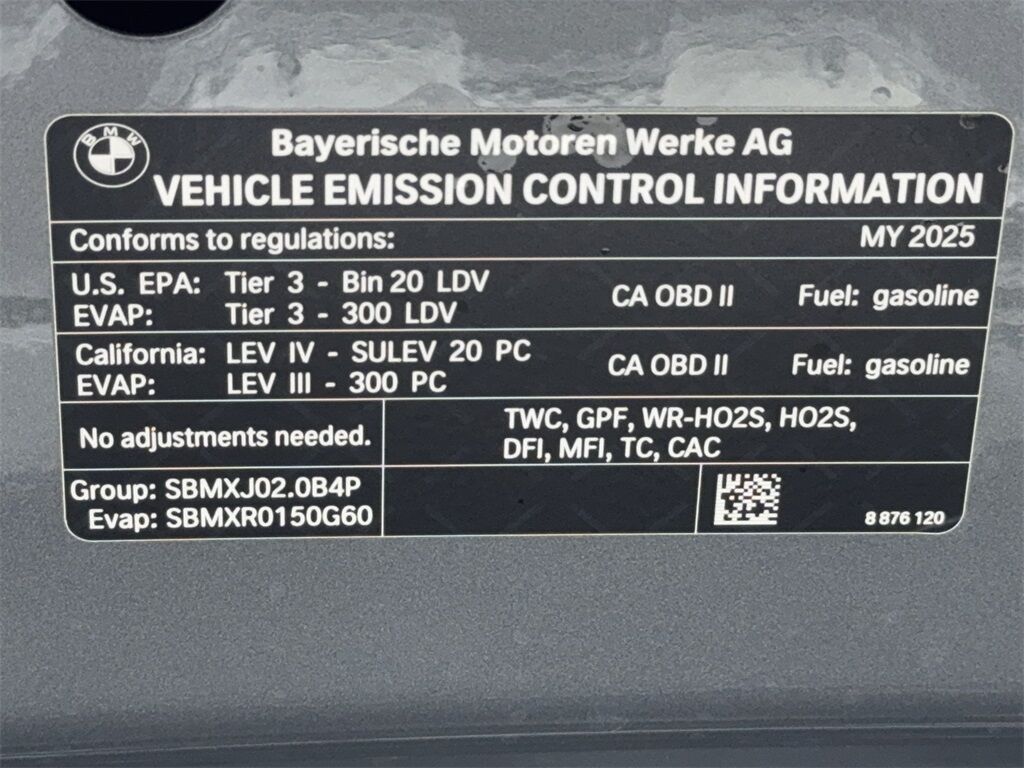 BMW
Bayerische Motoren Werke AG
VEHICLE EMISSION CONTROL INFORMATION
Conforms to regulations: MY 2025
U.S. EPA: Tier 3 - Bin 20 LDV
EVAP: Tier 3 - 300 LDV
CA OBD II Fuel: gasoline
California: LEV IV - SULEV 20 PC
EVAP: LEV III - 300 PC
CA OBD II Fuel: gasoline
No adjustments needed.
TWC, GPF, WR-HO2S, HO2S,
DFI, MFI, TC, CAC
Group: SBMXJ02.0B4P
Evap: SBMXR0150G60
8 876 120